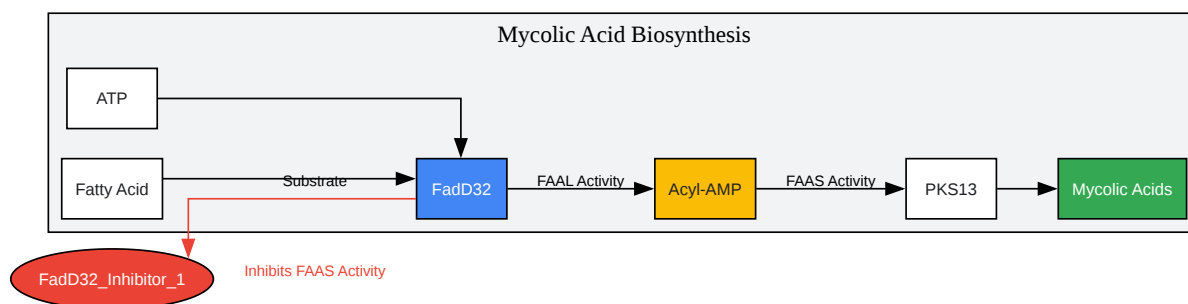 Mycolic Acid Biosynthesis
ATP
Fatty Acid
Substrate
FadD32
FAAL Activity
Acyl-AMP
FAAS Activity
PKS13
Mycolic Acids
FadD32_Inhibitor_1
Inhibits FAAS Activity